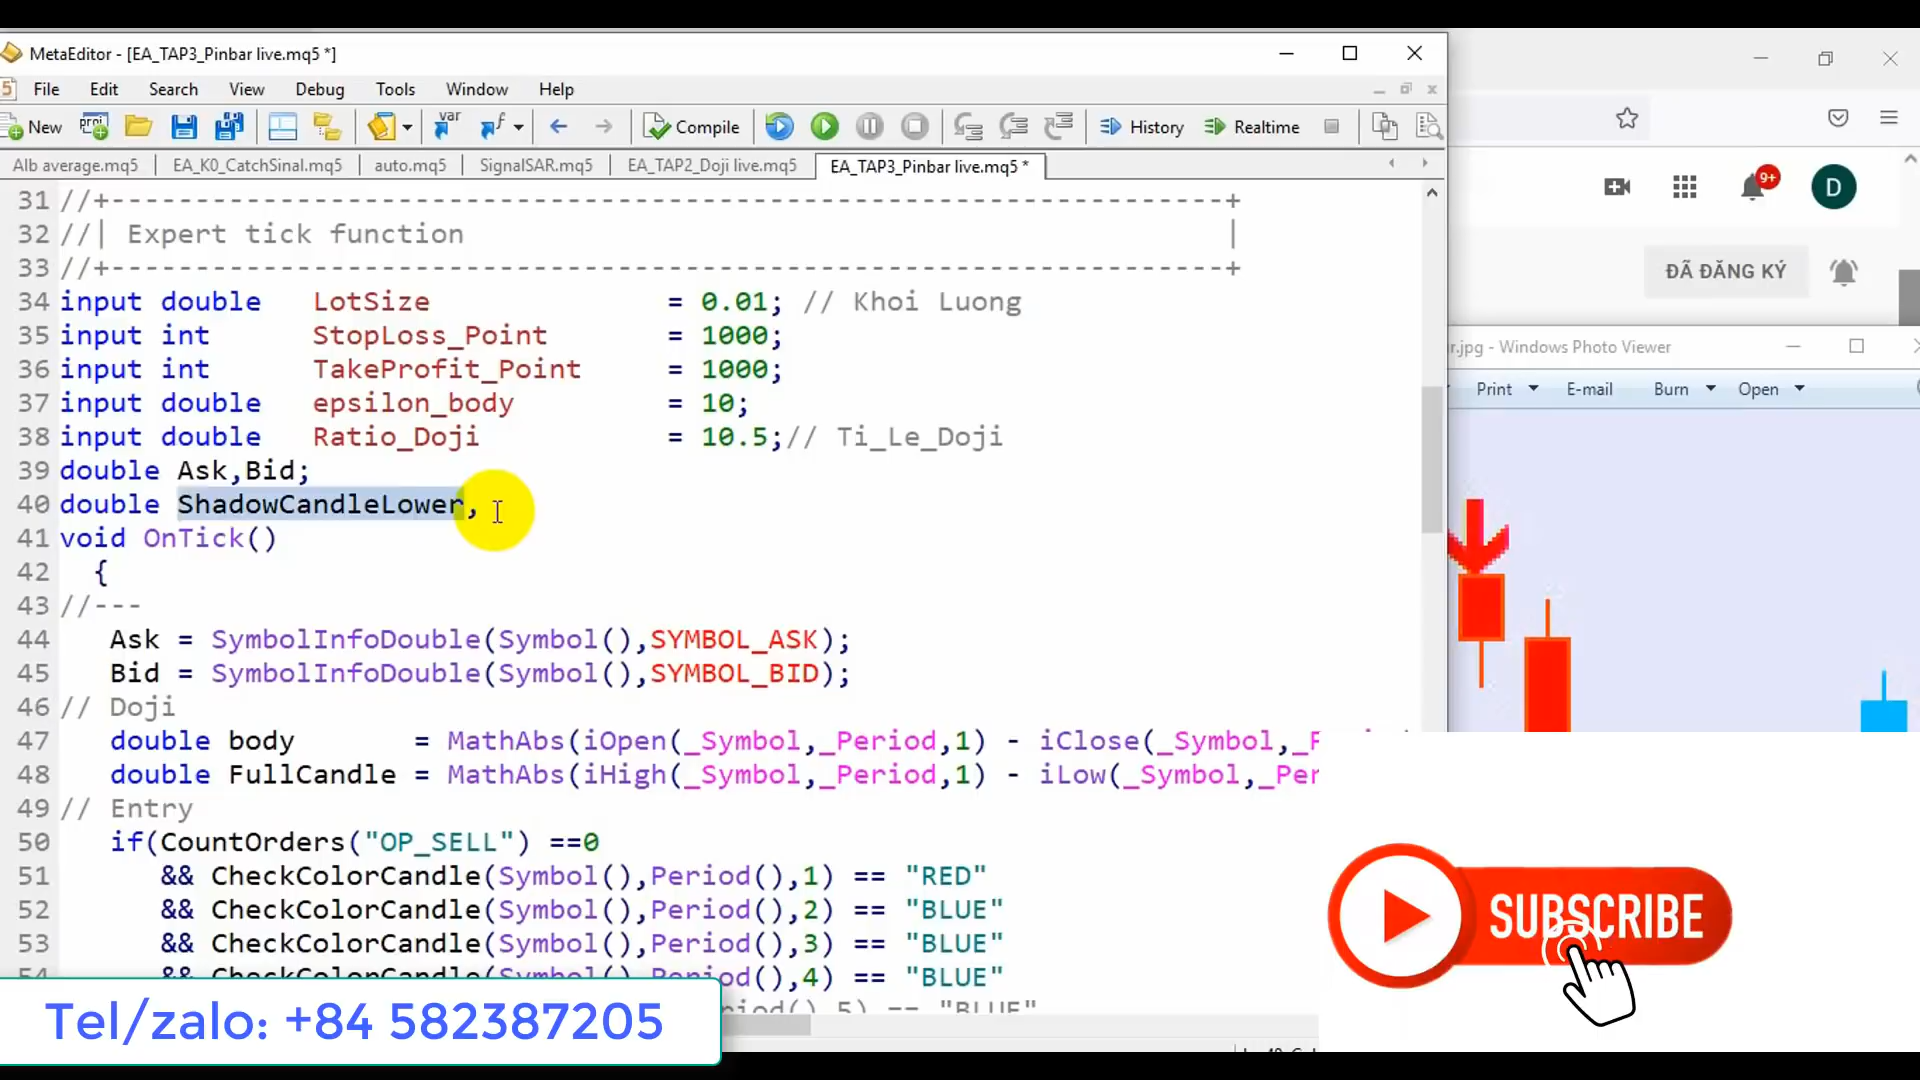 MetaEditor - [EA_TAP3_Pinbar live.mq5 *]
File Edit Search View Debug Tools Window Help
New Compile History Realtime
Alb average.mq5 EA_K0_CatchSinal.mq5 auto.mq5 SignalSAR.mq5 EA_TAP2_Doji live.mq5 EA_TAP3_Pinbar live.mq5 *
31 //+------------------------------------------------------------------+
32 //| Expert tick function |
33 //+------------------------------------------------------------------+
34 input double LotSize = 0.01; // Khoi Luong
35 input int StopLoss_Point = 1000;
36 input int TakeProfit_Point = 1000;
37 input double epsilon_body = 10;
38 input double Ratio_Doji = 10.5;// Ti_Le_Doji
39 double Ask,Bid;
40 double ShadowCandleLower,
41 void OnTick()
42 {
43 //---
44 Ask = SymbolInfoDouble(Symbol(),SYMBOL_ASK);
45 Bid = SymbolInfoDouble(Symbol(),SYMBOL_BID);
46 // Doji
47 double body = MathAbs(iOpen(_Symbol,_Period,1) - iClose(_Symbol,_P
48 double FullCandle = MathAbs(iHigh(_Symbol,_Period,1) - iLow(_Symbol,_Per
49 // Entry
50 if(CountOrders("OP_SELL") ==0
51 && CheckColorCandle(Symbol(),Period(),1) == "RED"
52 && CheckColorCandle(Symbol(),Period(),2) == "BLUE"
53 && CheckColorCandle(Symbol(),Period(),3) == "BLUE"
54 && CheckColorCandle(Symbol(),Period(),4) == "BLUE"
riod(),5) == "BLUE"
9+
D
ĐÃ ĐĂNG KÝ
r.jpg - Windows Photo Viewer
Print E-mail Burn Open
SUBSCRIBE
Tel/zalo: +84 582387205